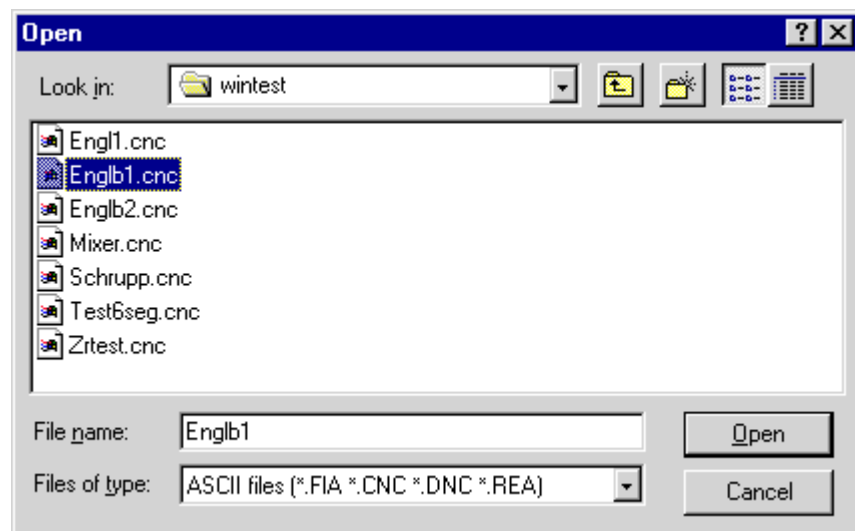 Open
Look in: wintest
Engl1.cnc
Englb1.cnc
Englb2.cnc
Mixer.cnc
Schrupp.cnc
Test6seg.cnc
Zrtest.cnc
File name: Englb1 Open
Files of type: ASCII files (*.FIA *.CNC *.DNC *.REA) Cancel